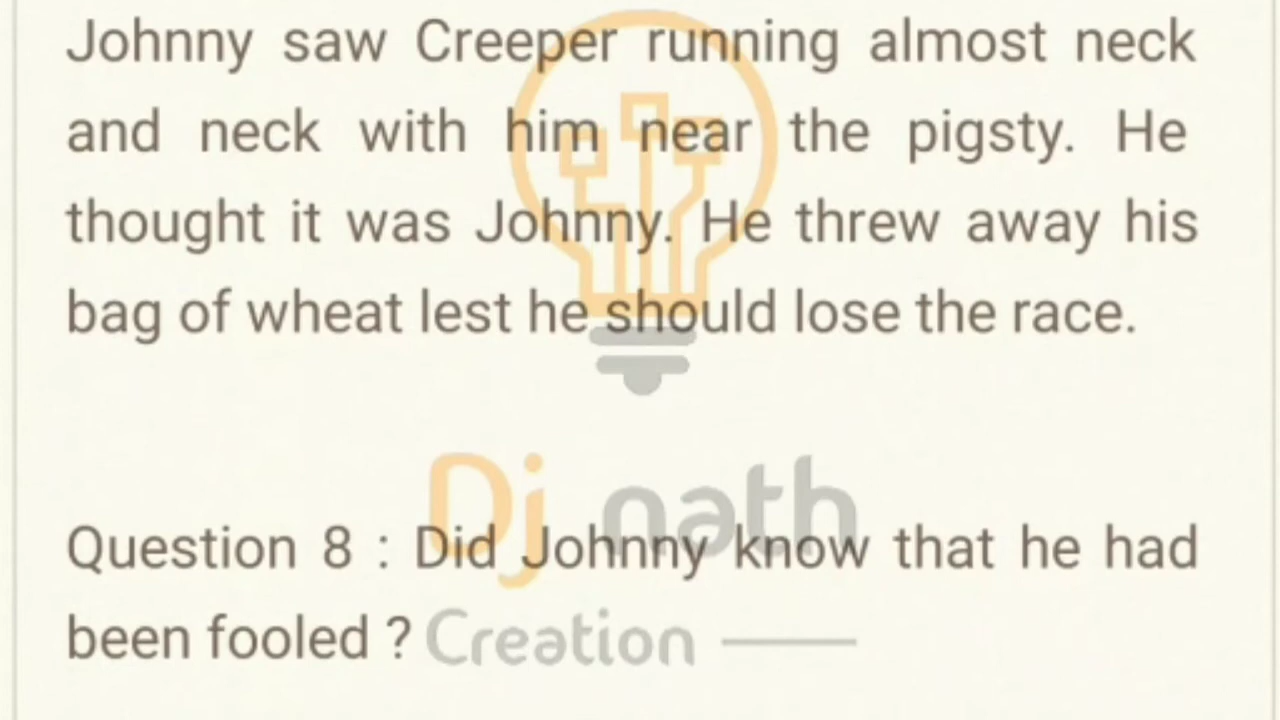 Johnny saw Creeper running almost neck
and neck with him near the pigsty. He
thought it was Johnny. He threw away his
bag of wheat lest he should lose the race.
Dj nath
Question 8 : Did Johnny know that he had
been fooled ?
Creation